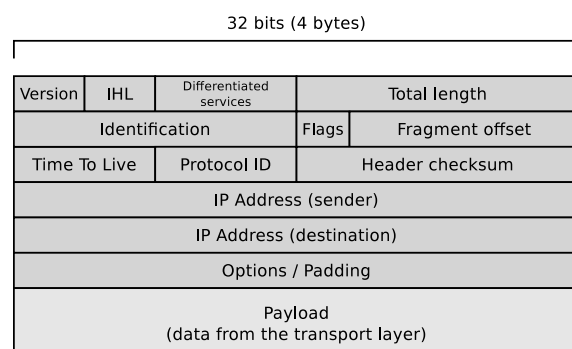 32 bits (4 bytes)
Version IHL Differentiated services Total length
Identification Flags Fragment offset
Time To Live Protocol ID Header checksum
IP Address (sender)
IP Address (destination)
Options / Padding
Payload
(data from the transport layer)